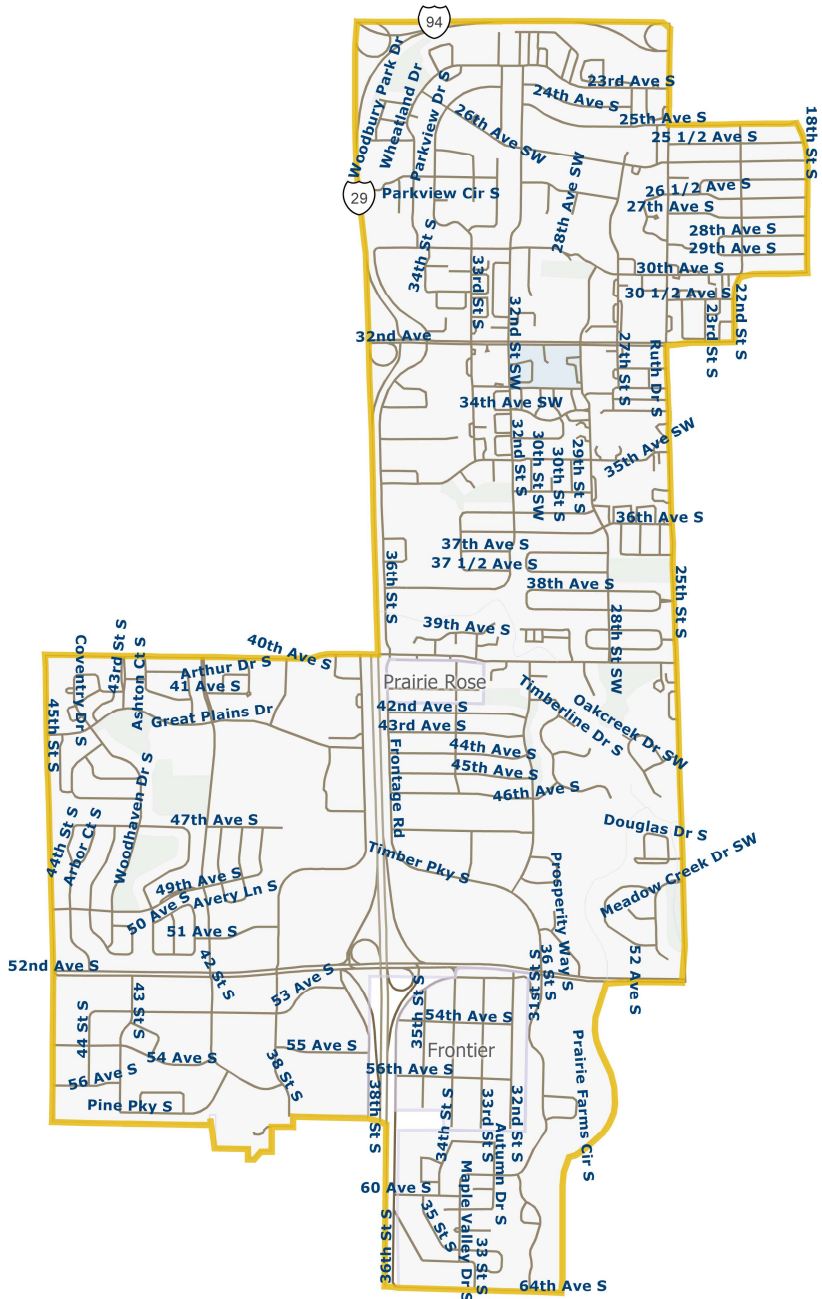 94
23rd Ave S
Woodbury Park Dr
Wheatland Dr
Parkview Dr S
24th Ave S
26th Ave SW
25th Ave S
25 1/2 Ave S
18th St S
29
Parkview Cir S
28th Ave SW
26 1/2 Ave S
27th Ave S
28th Ave S
29th Ave S
34th St S
33rd St S
30th Ave S
30 1/2 Ave S
22nd St S
23rd St S
32nd Ave
32nd St SW
27th St S
Ruth Dr S
34th Ave SW
32nd St S
30th St SW
30th St S
29th St S
35th Ave SW
36th Ave S
37th Ave S
37 1/2 Ave S
36th St S
38th Ave S
25th St S
39th Ave S
28th St SW
40th Ave S
Coventry Dr S
43rd St S
Ashton Ct S
Arthur Dr S
41 Ave S
Great Plains Dr
45th St S
Prairie Rose
42nd Ave S
43rd Ave S
Timberline Dr S
Oakcreek Dr SW
44th Ave S
45th Ave S
46th Ave S
Frontage Rd
Woodhaven Dr S
47th Ave S
44th St S
Arbor Ct S
Douglas Dr S
Timber Pky S
49th Ave S
Avery Ln S
50 Ave S
51 Ave S
Prosperity Way S
Meadow Creek Dr SW
52nd Ave S
42 St S
53 Ave S
36 St S
31st St S
52 Ave S
43 St S
44 St S
35th St S
54th Ave S
Frontier
54 Ave S
55 Ave S
56 Ave S
56th Ave S
38 St S
38th St S
Pine Pky S
34th St S
33rd St S
32nd St S
Prairie Farms Cir S
Autumn Dr S
60 Ave S
35 St S
Maple Valley Dr S
33 St S
36th St S
64th Ave S